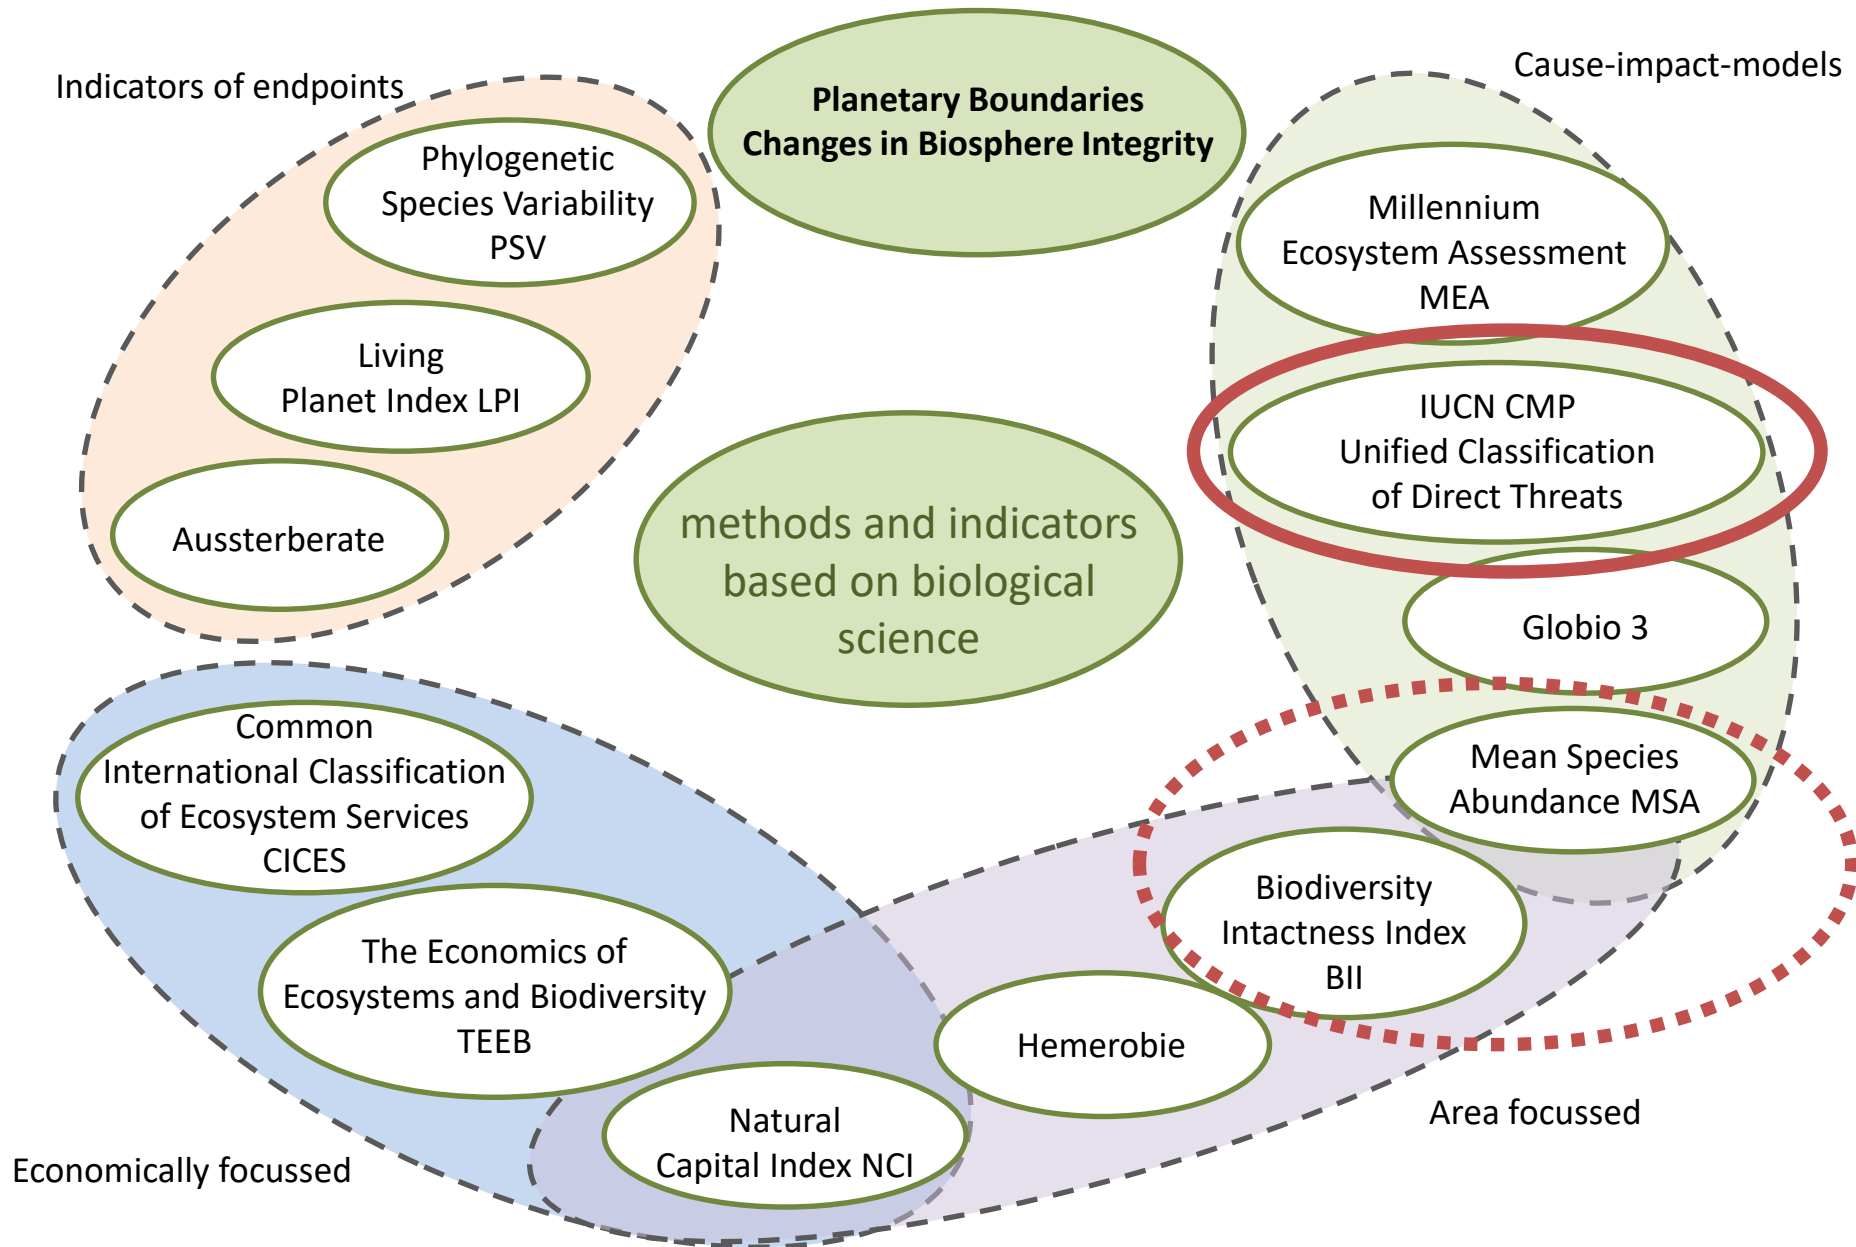 Indicators of endpoints
Planetary Boundaries
Changes in Biosphere Integrity
Cause-impact-models
Phylogenetic
Species Variability
PSV
Living
Planet Index LPI
Aussterberate
methods and indicators
based on biological
science
Millennium
Ecosystem Assessment
MEA
IUCN CMP
Unified Classification
of Direct Threats
Globio 3
Mean Species
Abundance MSA
Biodiversity
Intactness Index
BII
Hemerobie
Area focussed
Common
International Classification
of Ecosystem Services
CICES
The Economics of
Ecosystems and Biodiversity
TEEB
Natural
Capital Index NCI
Economically focussed